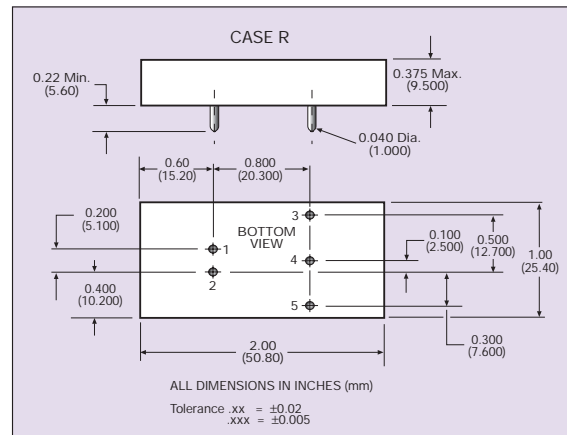 CASE R
0.22 Min.
(5.60)
0.375 Max.
(9.500)
0.040 Dia.
(1.000)
0.60
(15.20)
0.800
(20.300)
0.200
(5.100)
0.400
(10.200)
BOTTOM
VIEW
1
2
3
4
5
0.100
(2.500)
0.500
(12.700)
1.00
(25.40)
0.300
(7.600)
2.00
(50.80)
ALL DIMENSIONS IN INCHES (mm)
Tolerance .xx = ±0.02
.xxx = ±0.005